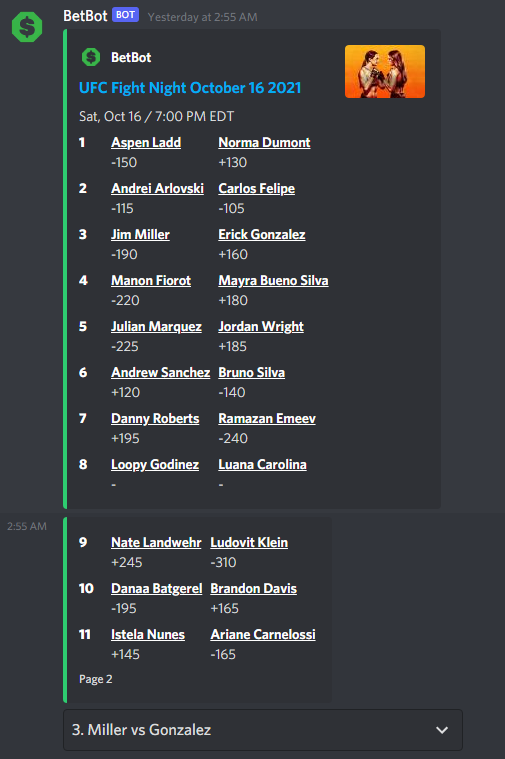 BetBot BOT Yesterday at 2:55 AM
BetBot
UFC Fight Night October 16 2021
Sat, Oct 16 / 7:00 PM EDT
1 Aspen Ladd Norma Dumont
-150 +130
2 Andrei Arlovski Carlos Felipe
-115 -105
3 Jim Miller Erick Gonzalez
-190 +160
4 Manon Fiorot Mayra Bueno Silva
-220 +180
5 Julian Marquez Jordan Wright
-225 +185
6 Andrew Sanchez Bruno Silva
+120 -140
7 Danny Roberts Ramazan Emeev
+195 -240
8 Loopy Godinez Luana Carolina
- -
2:55 AM
9 Nate Landwehr Ludovit Klein
+245 -310
10 Danaa Batgerel Brandon Davis
-195 +165
11 Istela Nunes Ariane Carnelossi
+145 -165
Page 2
3. Miller vs Gonzalez